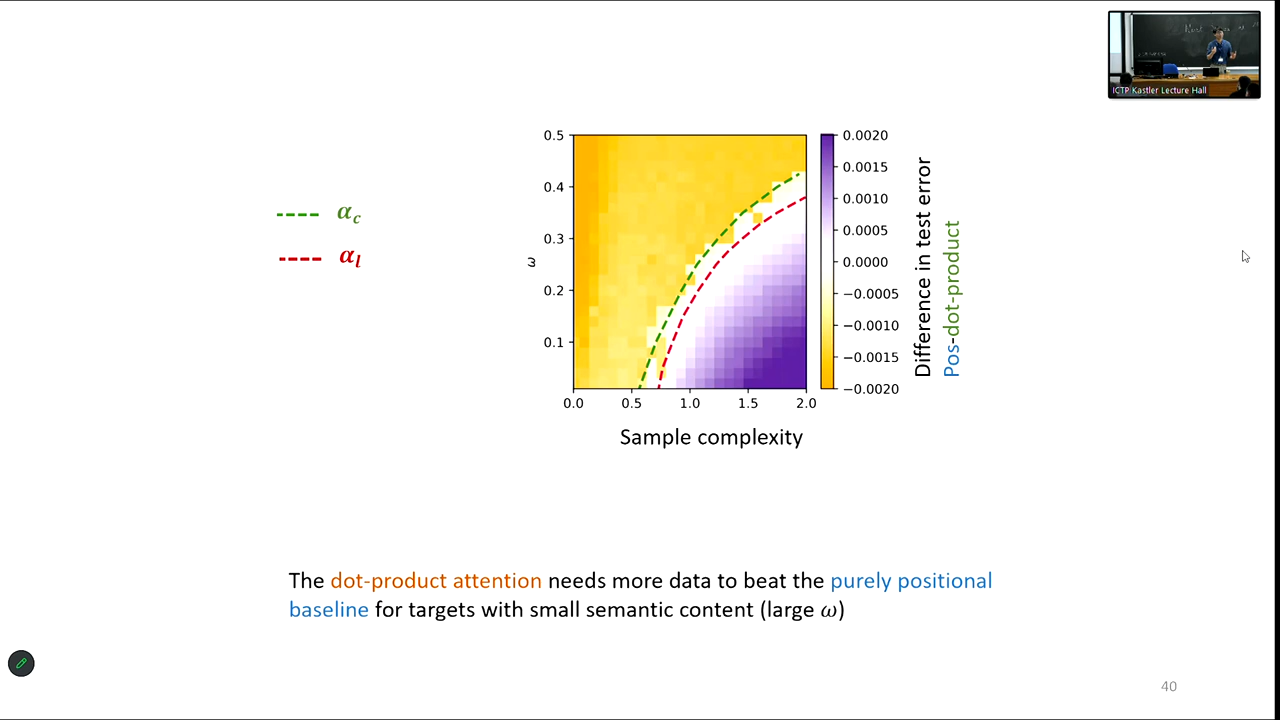 ICTP Kastler Lecture Hall
α_c
α_l
0.5
0.4
0.3
0.2
0.1
ω
0.0 0.5 1.0 1.5 2.0
Sample complexity
0.0020
0.0015
0.0010
0.0005
0.0000
−0.0005
−0.0010
−0.0015
−0.0020
Difference in test error
Pos-dot-product
The dot-product attention needs more data to beat the purely positional
baseline for targets with small semantic content (large ω)
40